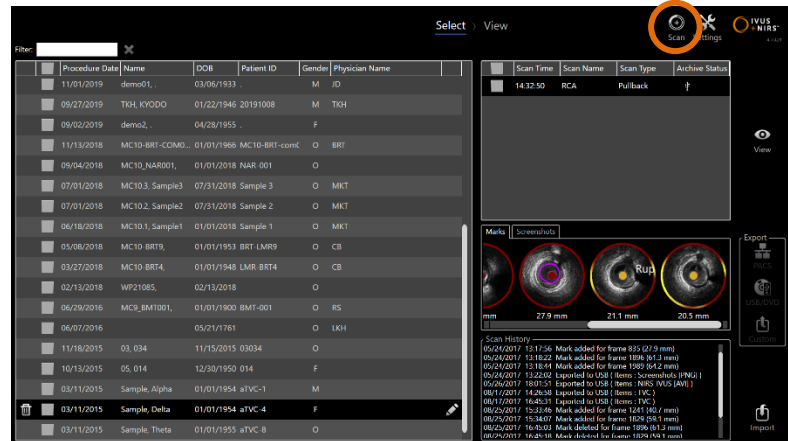 Select > View
Scan Settings
IVUS +NIRS™
Filter:
Procedure Date Name DOB Patient ID Gender Physician Name
11/01/2019 demo01, . 03/06/1933 . M JD
09/27/2019 TKH, KYODO 01/22/1946 20191008 M TKH
09/02/2019 demo2, . 04/28/1955 . F
11/13/2018 MC10-BRT-COM0... 01/01/1966 MC10-BRT-com( O BRT
09/04/2018 MC10_NAR001, 01/01/2018 NAR-001 O
07/01/2018 MC10.3, Sample3 07/31/2018 Sample 3 O MKT
07/01/2018 MC10.2, Sample2 07/31/2018 Sample 2 O MKT
06/18/2018 MC10.1, Sample1 01/01/2018 Sample 1 O MKT
05/08/2018 MC10-BRT9, 01/01/1953 BRT-LMR9 O CB
03/27/2018 MC10-BRT4, 01/01/1948 LMR-BRT4 O CB
02/13/2018 WP21085, 02/13/2018 O
06/29/2016 MC9_BMT001, 01/01/1900 BMT-001 O RS
06/07/2016 05/21/1761 O LKH
11/18/2015 03, 034 11/15/2015 03034 O
10/13/2015 05, 014 12/30/1950 014 F
03/11/2015 Sample, Alpha 01/01/1954 aTVC-1 M
03/11/2015 Sample, Delta 01/01/1954 aTVC-4 F
03/11/2015 Sample, Theta 01/01/1955 aTVC-8 O
Scan Time Scan Name Scan Type Archive Status
14:32:50 RCA Pullback
View
Marks Screenshots
Rup
mm 27.9 mm 21.1 mm 20.5 mm
Export
PACS
USB/DVD
Custom
Import
Scan History
05/24/2017 13:17:56 Mark added for frame 835 (27.9 mm)
05/24/2017 13:18:22 Mark added for frame 1896 (61.3 mm)
05/24/2017 13:18:44 Mark added for frame 1989 (64.2 mm)
05/24/2017 13:22:02 Exported to USB ( Items : Screenshots [PNG] )
05/26/2017 18:01:51 Exported to USB ( Items : NIRS IVUS [AVI] )
08/17/2017 14:26:58 Exported to USB ( Items : TVC )
08/17/2017 16:45:31 Exported to USB ( Items : TVC )
08/25/2017 15:33:46 Mark added for frame 1241 (40.7 mm)
08/25/2017 15:34:07 Mark added for frame 1829 (59.1 mm)
08/25/2017 16:45:03 Mark deleted for frame 1896 (61.3 mm)
08/25/2017 16:45:18 Mark deleted for frame 1829 (59.1 mm)